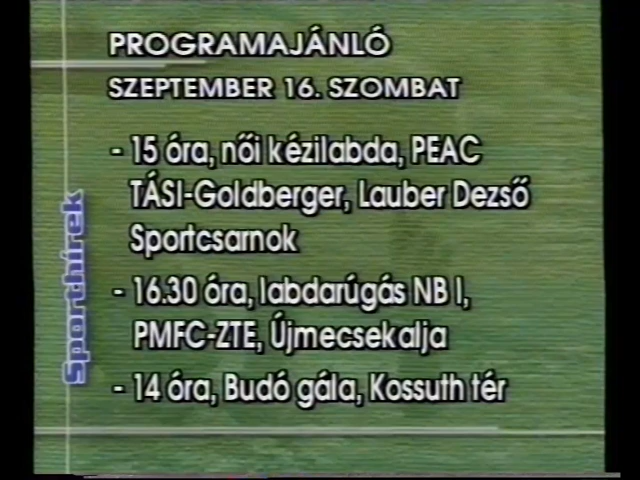 PROGRAMAJÁNLÓ
SZEPTEMBER 16. SZOMBAT
- 15 óra, női kézilabda, PEAC
TÁSI-Goldberger, Lauber Dezső
Sportcsarnok
- 16.30 óra, labdarúgás NB I,
PMFC-ZTE, Újmecsekalja
- 14 óra, Budó gála, Kossuth tér
Sporthírek